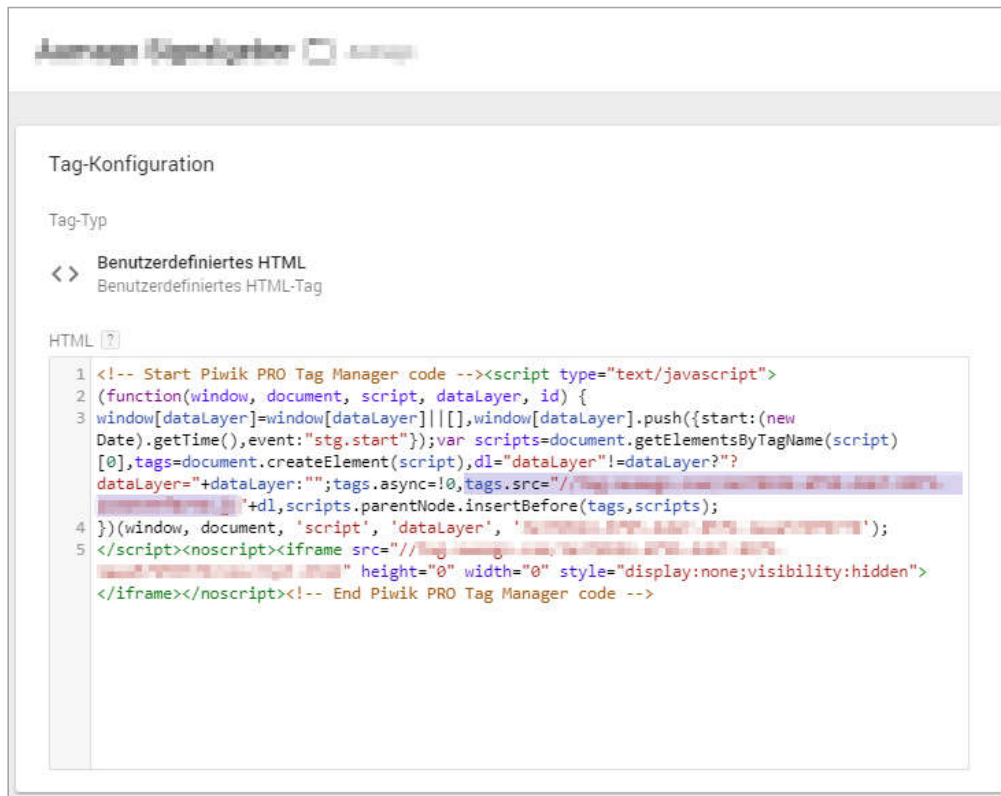 Tag-Konfiguration
Tag-Typ
Benutzerdefiniertes HTML
Benutzerdefiniertes HTML-Tag
HTML ?
1 <!-- Start Piwik PRO Tag Manager code --><script type="text/javascript">
2 (function(window, document, script, dataLayer, id) {
3 window[dataLayer]=window[dataLayer]||[],window[dataLayer].push({start:(new
Date).getTime(),event:"stg.start"});var scripts=document.getElementsByTagName(script)
[0],tags=document.createElement(script),dl="dataLayer"!=dataLayer?"?
dataLayer="+dataLayer:"";tags.async=!0,tags.src="//
"+dl,scripts.parentNode.insertBefore(tags,scripts);
4 })(window, document, 'script', 'dataLayer', '');
5 </script><noscript><iframe src="//
" height="0" width="0" style="display:none;visibility:hidden">
</iframe></noscript><!-- End Piwik PRO Tag Manager code -->